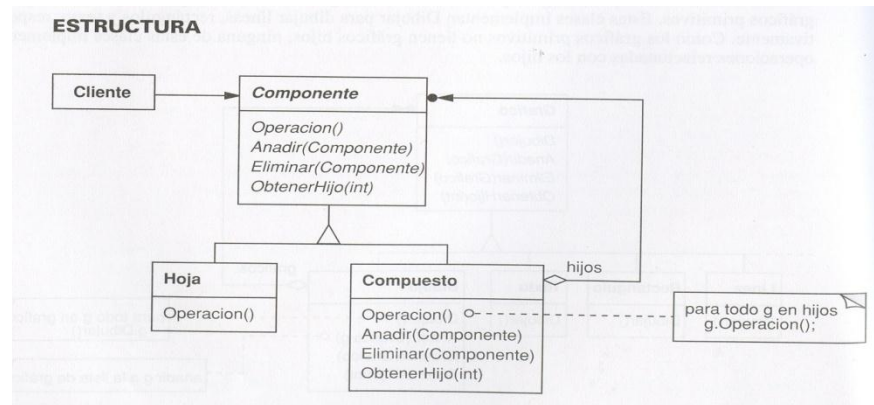 ESTRUCTURA
Cliente
Componente
Operacion()
Anadir(Componente)
Eliminar(Componente)
ObtenerHijo(int)
Hoja
Operacion()
Compuesto
Operacion()
Anadir(Componente)
Eliminar(Componente)
ObtenerHijo(int)
hijos
para todo g en hijos
g.Operacion();